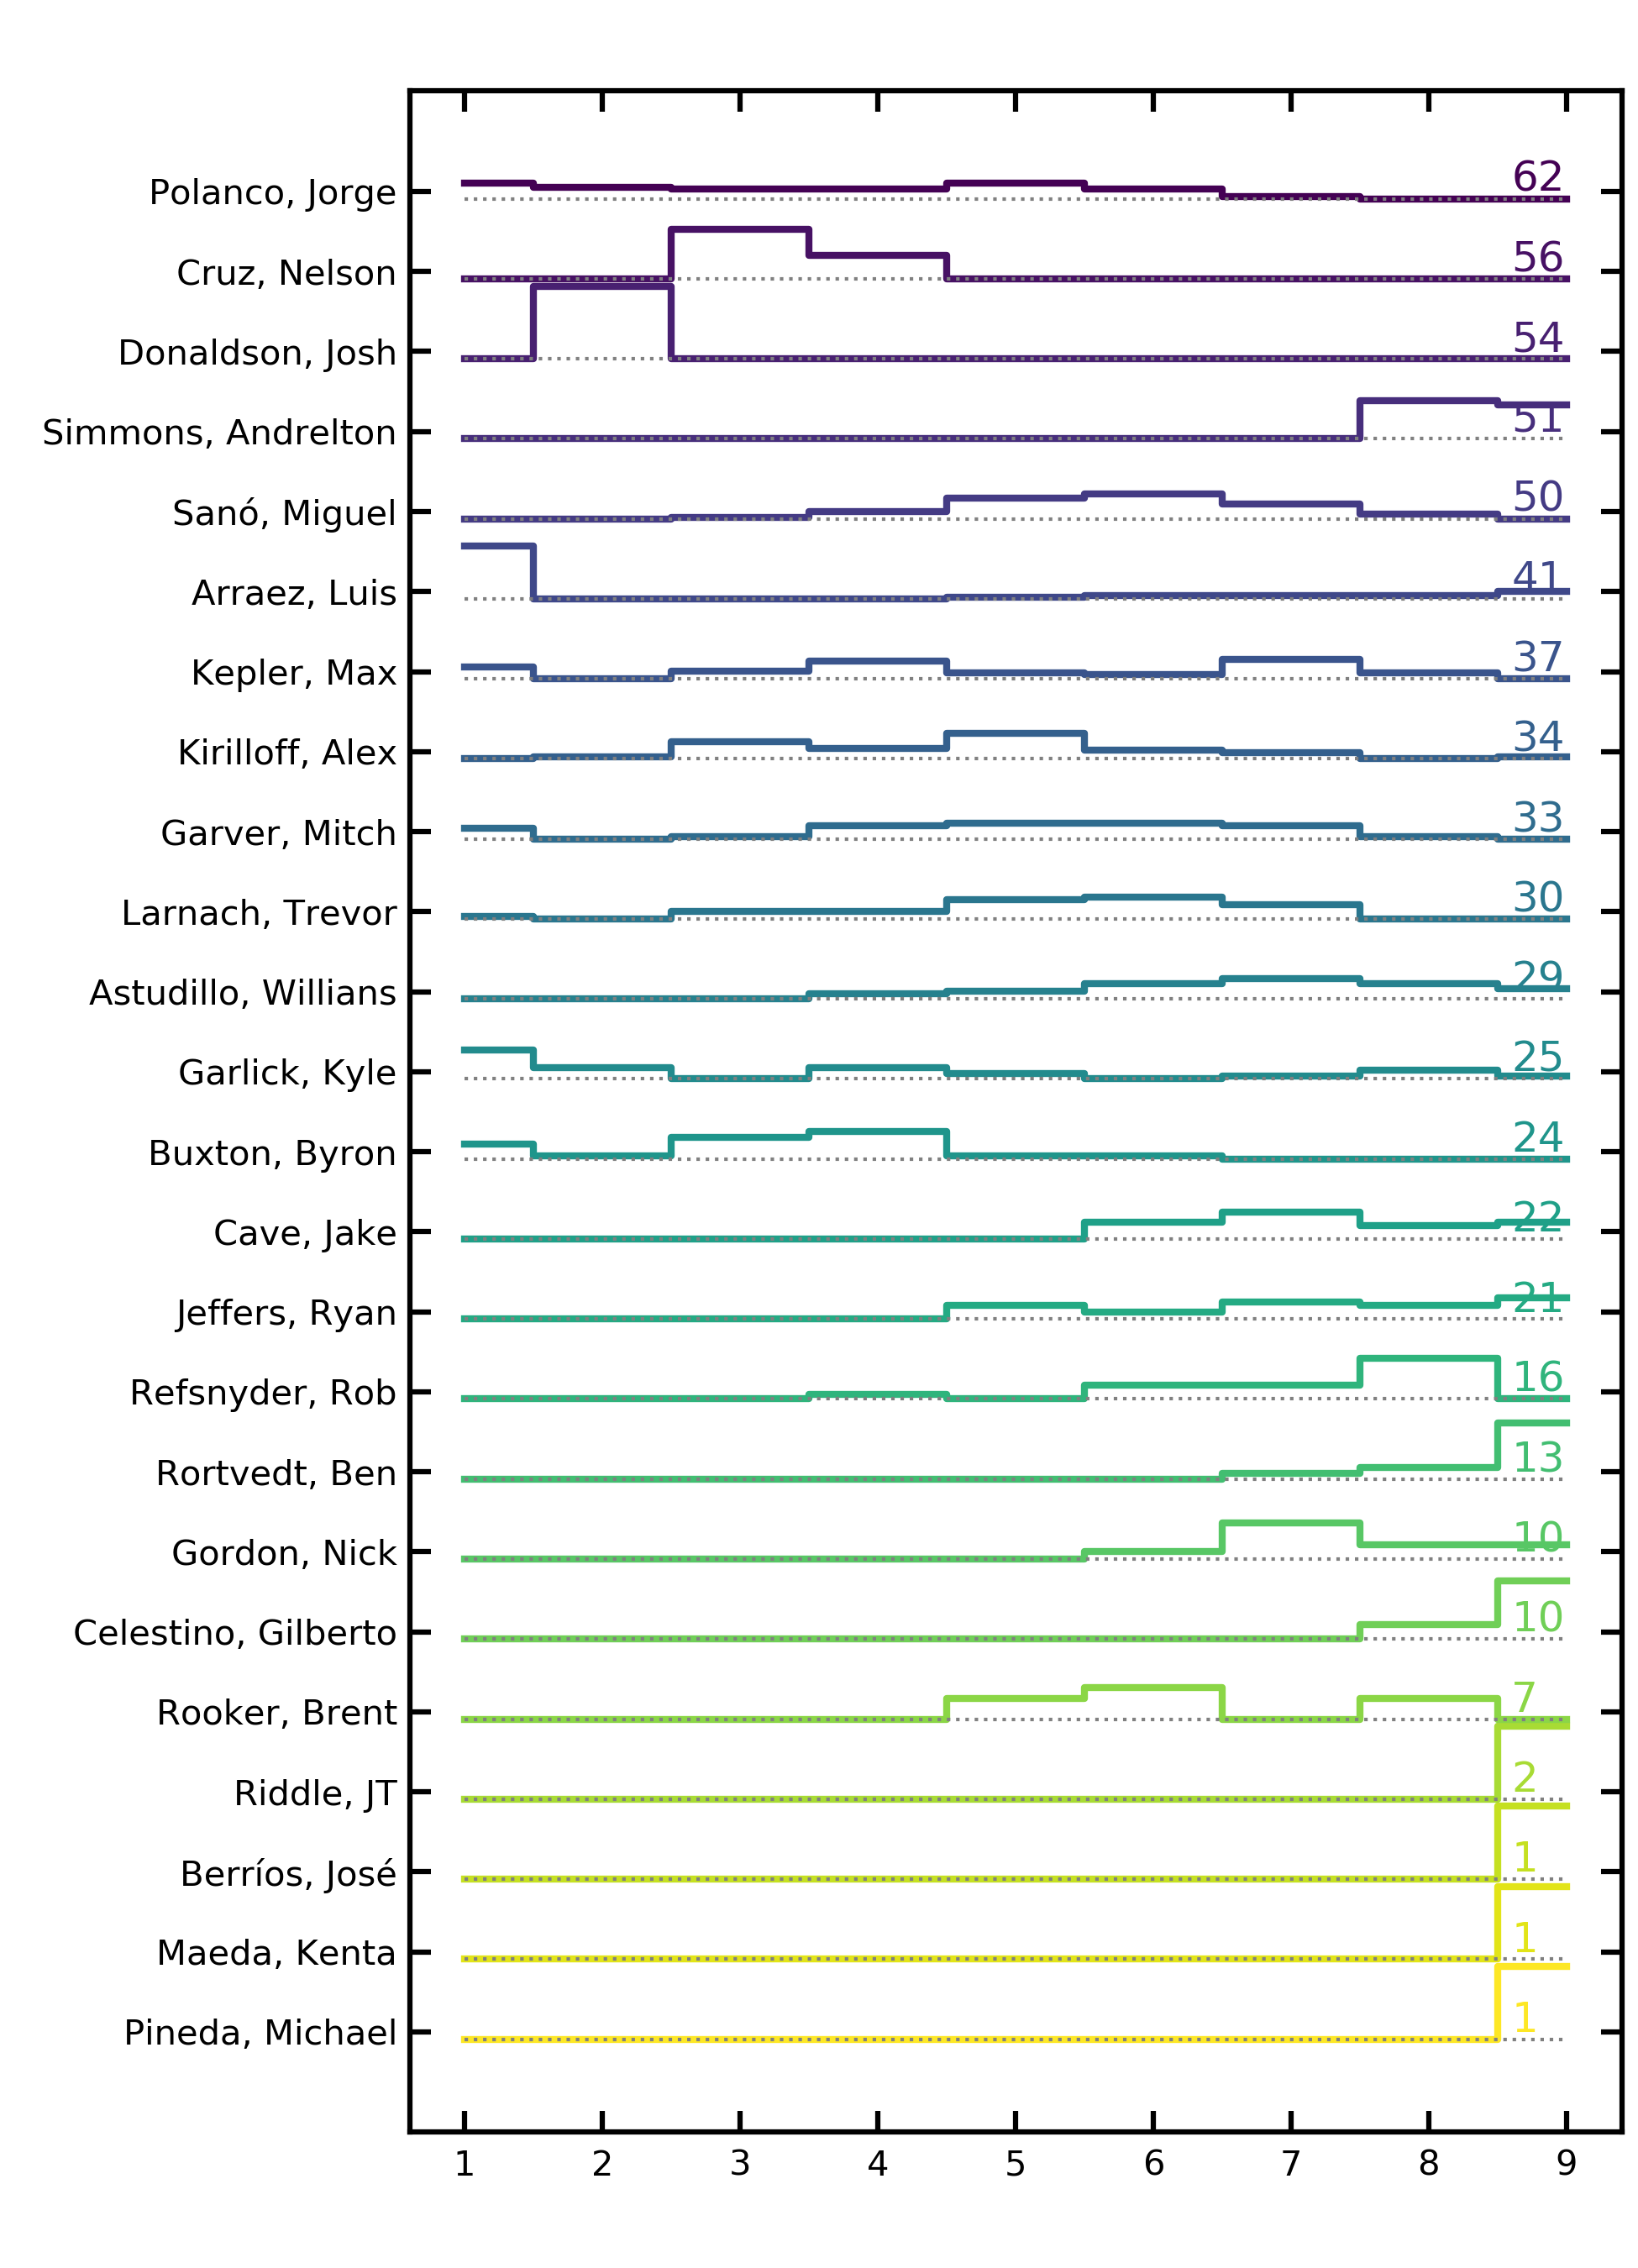 Polanco, Jorge 62
Cruz, Nelson 56
Donaldson, Josh 54
Simmons, Andrelton 51
Sanó, Miguel 50
Arraez, Luis 41
Kepler, Max 37
Kirilloff, Alex 34
Garver, Mitch 33
Larnach, Trevor 30
Astudillo, Willians 29
Garlick, Kyle 25
Buxton, Byron 24
Cave, Jake 22
Jeffers, Ryan 21
Refsnyder, Rob 16
Rortvedt, Ben 13
Gordon, Nick 10
Celestino, Gilberto 10
Rooker, Brent 7
Riddle, JT 2
Berríos, José 1
Maeda, Kenta 1
Pineda, Michael 1
1 2 3 4 5 6 7 8 9